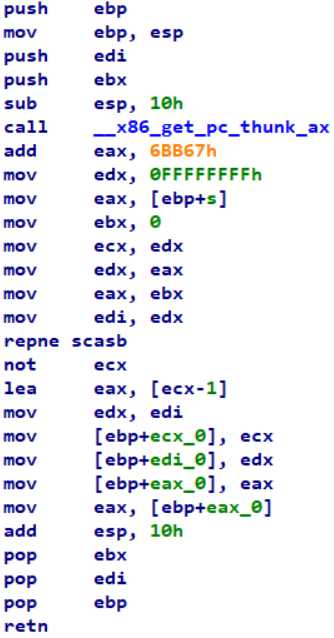 push ebp
mov ebp, esp
push edi
push ebx
sub esp, 10h
call __x86_get_pc_thunk_ax
add eax, 6BB67h
mov edx, 0FFFFFFFFh
mov eax, [ebp+s]
mov ebx, 0
mov ecx, edx
mov edx, eax
mov eax, ebx
mov edi, edx
repne scasb
not ecx
lea eax, [ecx-1]
mov edx, edi
mov [ebp+ecx_0], ecx
mov [ebp+edi_0], edx
mov [ebp+eax_0], eax
mov eax, [ebp+eax_0]
add esp, 10h
pop ebx
pop edi
pop ebp
retn